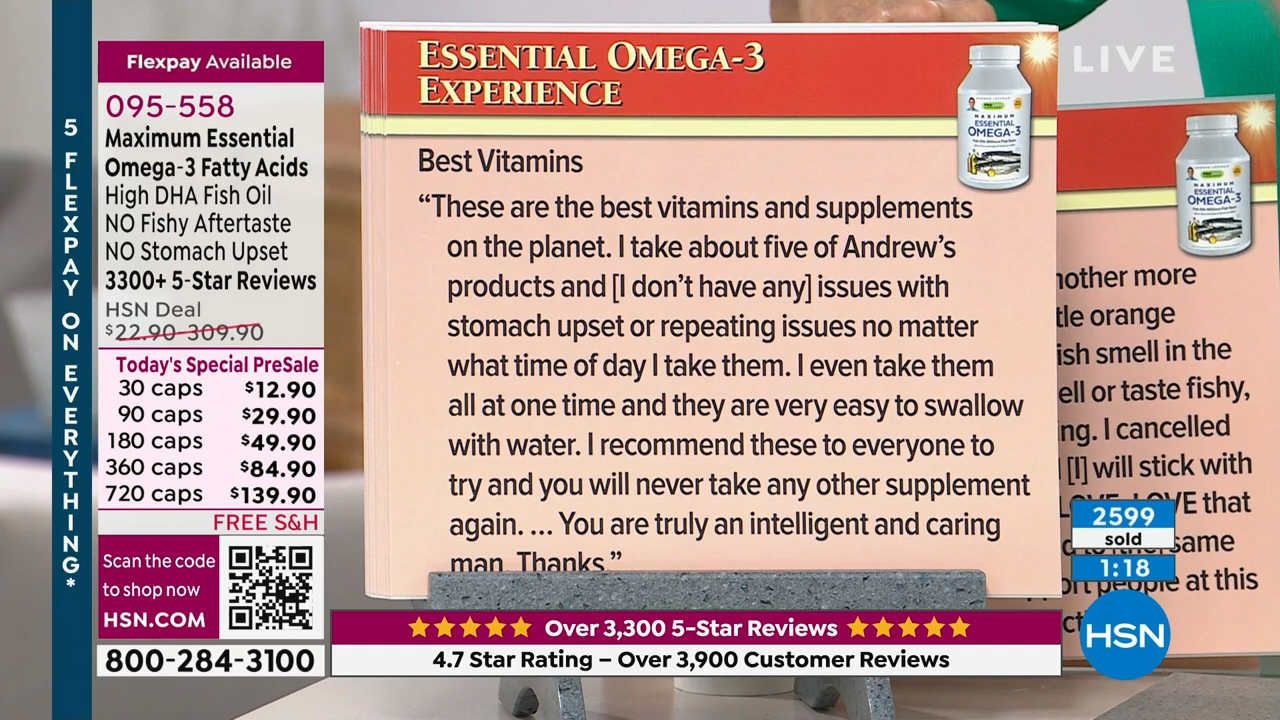 5 FLEXPAY ON EVERYTHING*
Flexpay Available
095-558
Maximum Essential
Omega-3 Fatty Acids
High DHA Fish Oil
NO Fishy Aftertaste
NO Stomach Upset
3300+ 5-Star Reviews
HSN Deal
$22.90-309.90
Today's Special PreSale
30 caps $12.90
90 caps $29.90
180 caps $49.90
360 caps $84.90
720 caps $139.90
FREE S&H
Scan the code
to shop now
HSN.COM
800-284-3100
ESSENTIAL OMEGA-3
EXPERIENCE
MAXIMUM
ESSENTIAL
OMEGA-3
Best Vitamins
“These are the best vitamins and supplements
on the planet. I take about five of Andrew’s
products and [I don’t have any] issues with
stomach upset or repeating issues no matter
what time of day I take them. I even take them
all at one time and they are very easy to swallow
with water. I recommend these to everyone to
try and you will never take any other supplement
again. ... You are truly an intelligent and caring
man. Thanks.”
LIVE
MAXIMUM
ESSENTIAL
OMEGA-3
nother more
tle orange
ish smell in the
ell or taste fishy,
ng. I cancelled
[I] will stick with
LOVE, LOVE that
same
people at this
2599
sold
1:18
HSN
Over 3,300 5-Star Reviews
4.7 Star Rating – Over 3,900 Customer Reviews